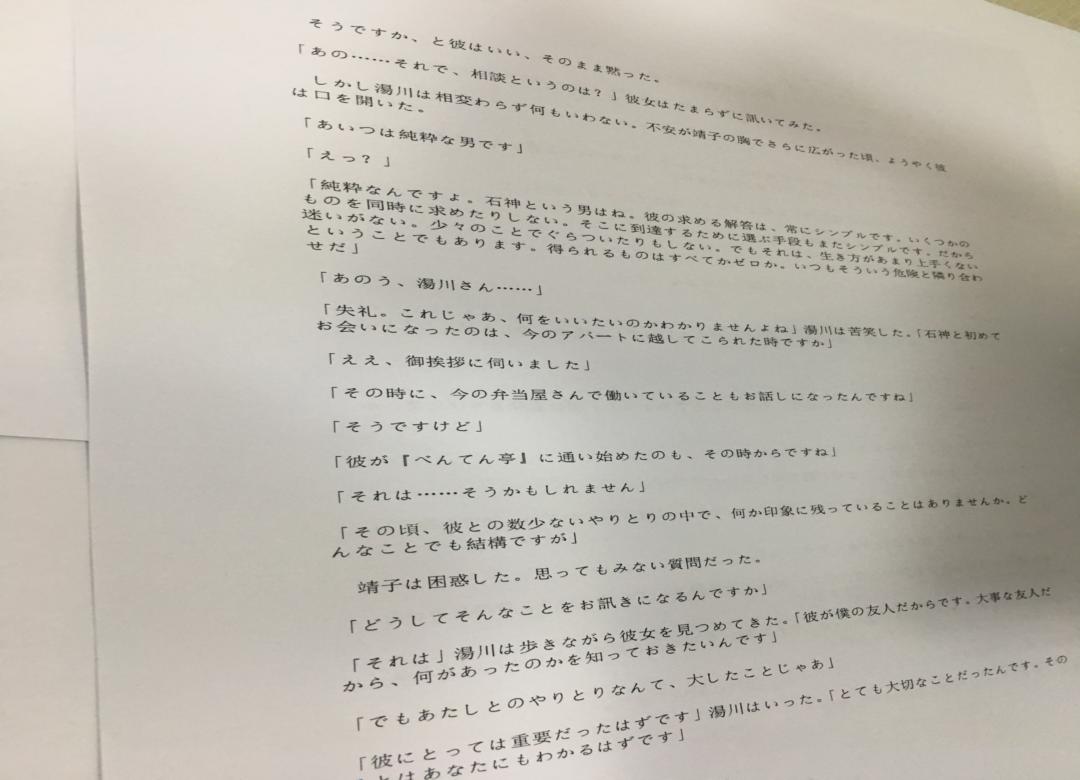 そうですか、と彼はいい、そのまま黙った。
「あの……それで、相談というのは？」彼女はたまらずに訊いてみた。
しかし湯川は相変わらず何もいわない。不安が靖子の胸でさらに広がった頃、ようやく彼
は口を開いた。
「あいつは純粋な男です」
「えっ？」
「純粋なんですよ。石神という男はね。彼の求める解答は、常にシンプルです。いくつかの
ものを同時に求めたりしない。そこに到達するために選ぶ手段もまたシンプルです。だから
迷いがない。少々のことでぐらついたりもしない。でもそれは、生き方があまり上手くない
ということでもあります。得られるものはすべてかゼロか。いつもそういう危険と隣り合わ
せだ」
「あのう、湯川さん……」
「失礼。これじゃあ、何をいいたいのかわかりませんよね」湯川は苦笑した。「石神と初めて
お会いになったのは、今のアパートに越してこられた時ですか」
「ええ、御挨拶に伺いました」
「その時に、今の弁当屋さんで働いていることもお話しになったんですね」
「そうですけど」
「彼が『べんてん亭』に通い始めたのも、その時からですね」
「それは……そうかもしれません」
「その頃、彼との数少ないやりとりの中で、何か印象に残っていることはありませんか。ど
んなことでも結構ですが」
靖子は困惑した。思ってもみない質問だった。
「どうしてそんなことをお訊きになるんですか」
「それは」湯川は歩きながら彼女を見つめてきた。「彼が僕の友人だからです。大事な友人だ
から、何があったのかを知っておきたいんです」
「でもあたしとのやりとりなんて、大したことじゃあ」
「彼にとっては重要だったはずです」湯川はいった。「とても大切なことだったんです。その
とはあなたにもわかるはずです」